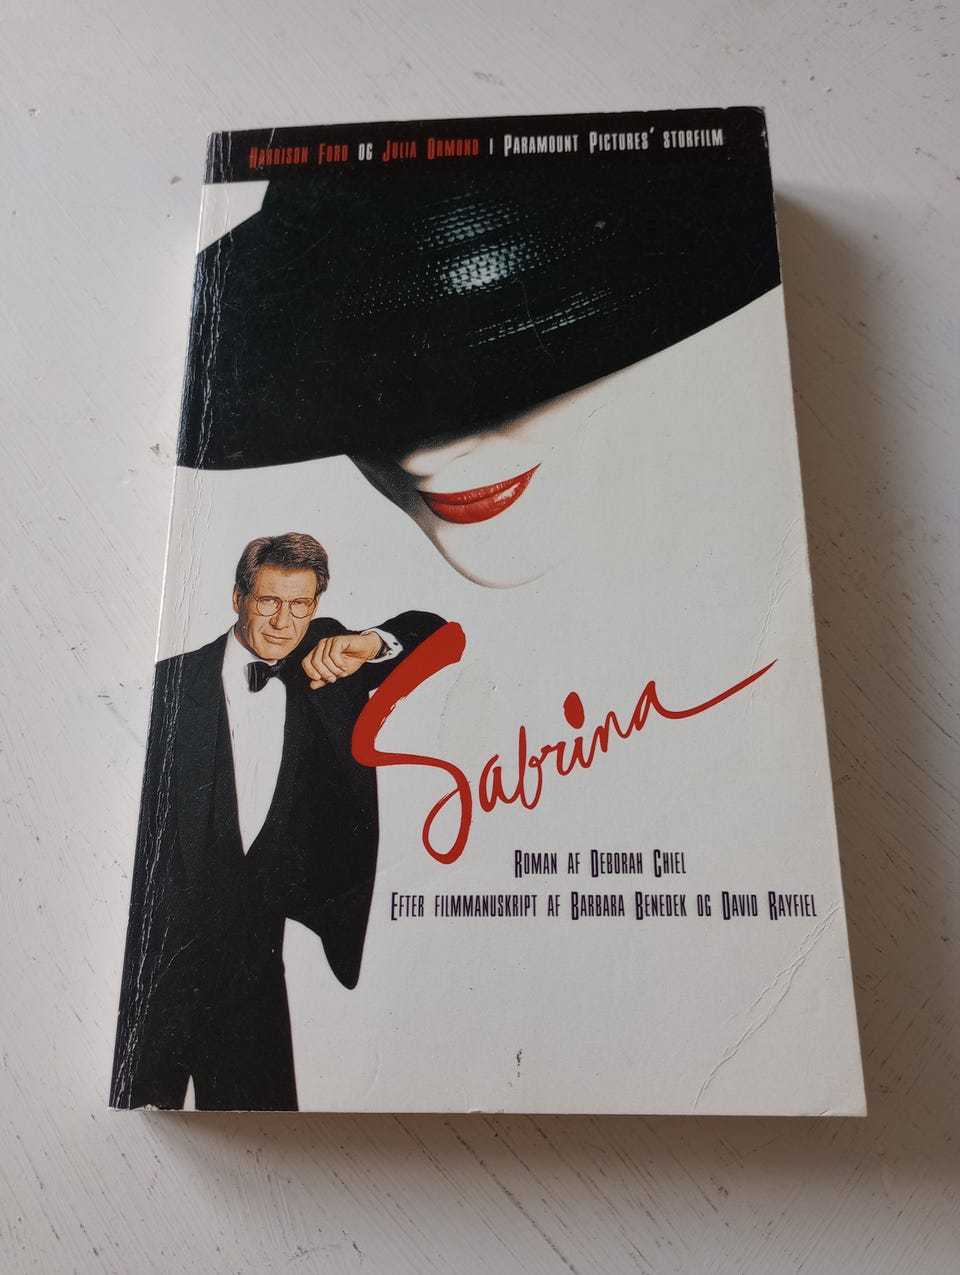 Harrison Ford og Julia Ormond i Paramount Pictures' storfilm
Sabrina
Roman af Deborah Chiel
Efter filmmanuskript af Barbara Benedek og David Rayfiel